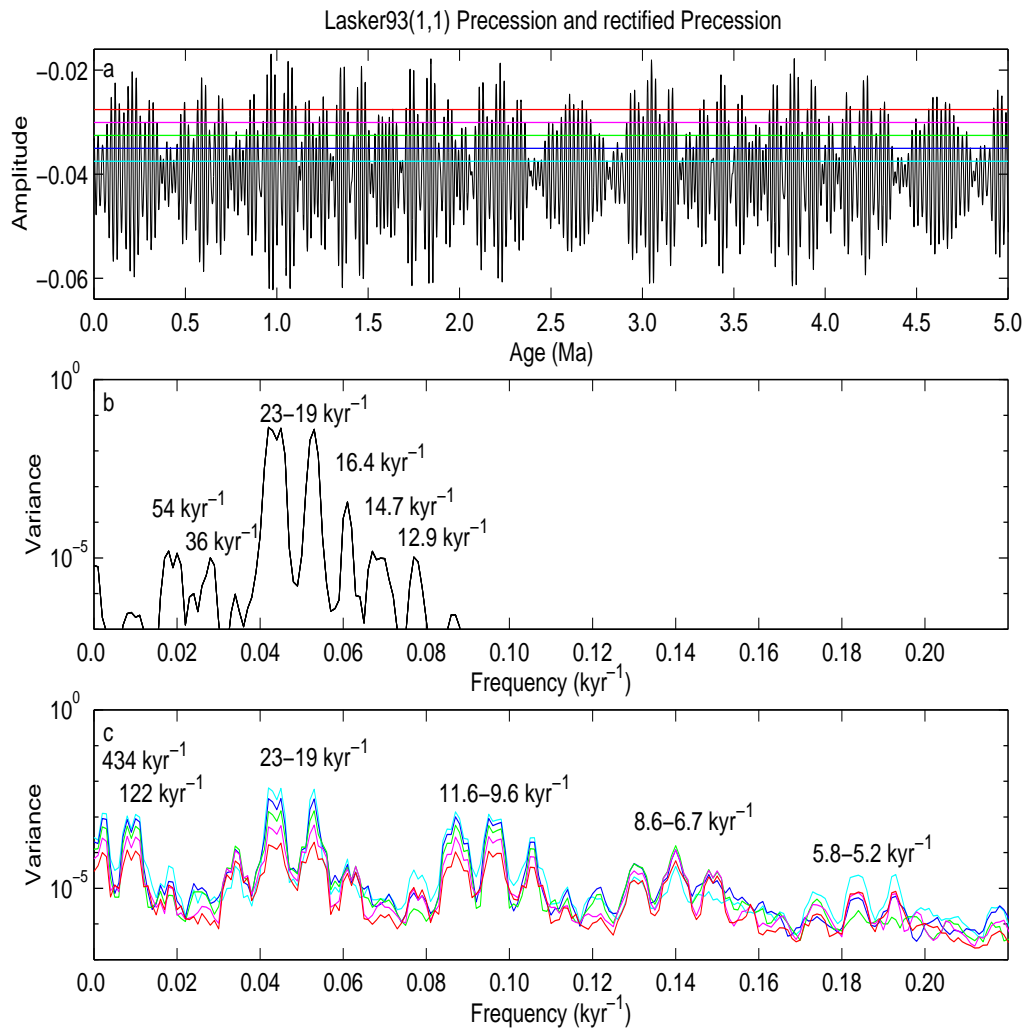 Lasker93(1,1) Precession and rectified Precession
a
−0.02
−0.04
−0.06
Amplitude
0.0 0.5 1.0 1.5 2.0 2.5 3.0 3.5 4.0 4.5 5.0
Age (Ma)
b
10⁰
10⁻⁵
Variance
23−19 kyr⁻¹
16.4 kyr⁻¹
54 kyr⁻¹
14.7 kyr⁻¹
36 kyr⁻¹
12.9 kyr⁻¹
0.0 0.02 0.04 0.06 0.08 0.10 0.12 0.14 0.16 0.18 0.20
Frequency (kyr⁻¹)
c
10⁰
10⁻⁵
Variance
434 kyr⁻¹
23−19 kyr⁻¹
122 kyr⁻¹
11.6−9.6 kyr⁻¹
8.6−6.7 kyr⁻¹
5.8−5.2 kyr⁻¹
0.0 0.02 0.04 0.06 0.08 0.10 0.12 0.14 0.16 0.18 0.20
Frequency (kyr⁻¹)